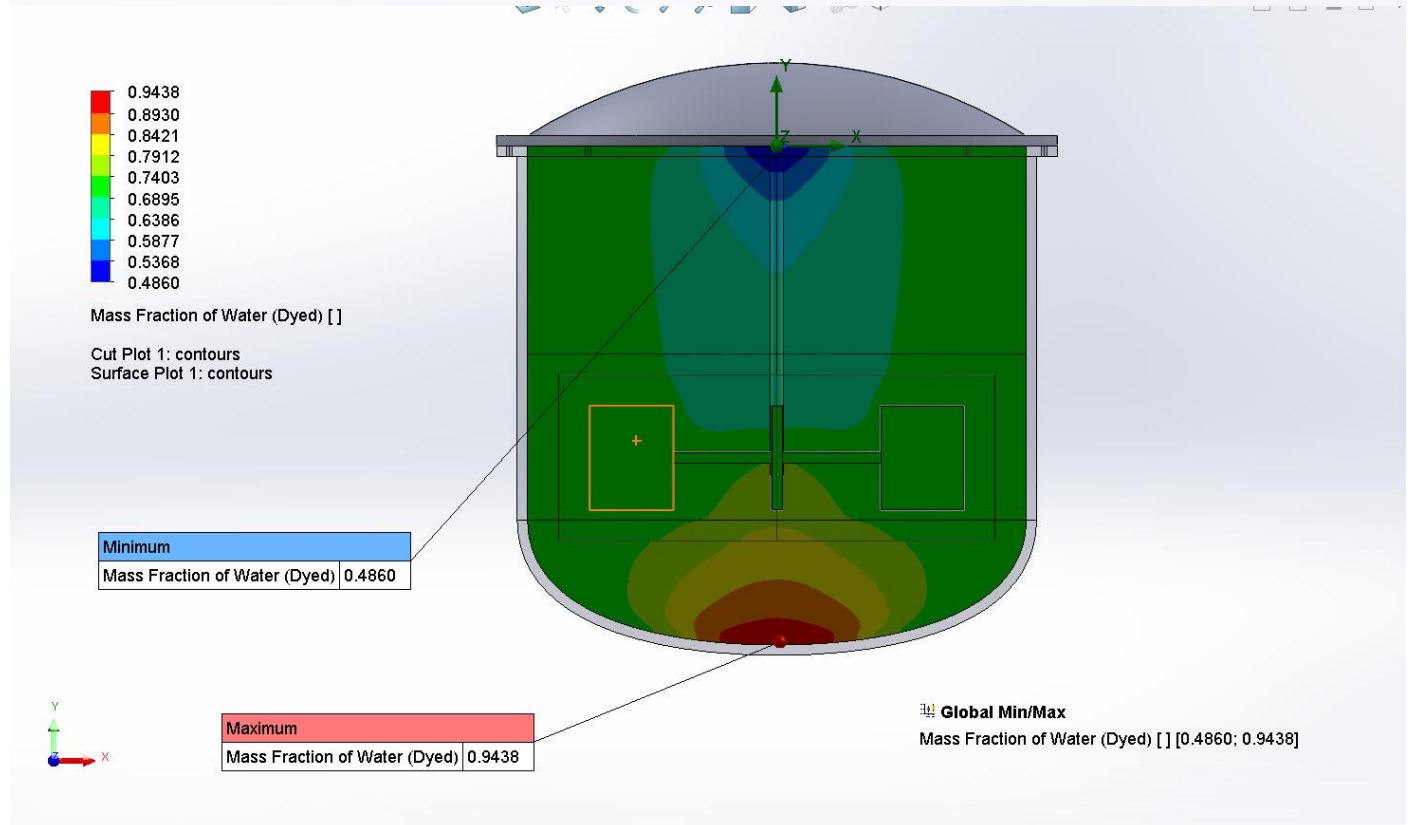 Y
Z
X
0.9438
0.8930
0.8421
0.7912
0.7403
0.6895
0.6386
0.5877
0.5368
0.4860
Mass Fraction of Water (Dyed) [ ]
Cut Plot 1: contours
Surface Plot 1: contours
Minimum
Mass Fraction of Water (Dyed) 0.4860
Maximum
Mass Fraction of Water (Dyed) 0.9438
Global Min/Max
Mass Fraction of Water (Dyed) [ ] [0.4860; 0.9438]
Y
Z
X